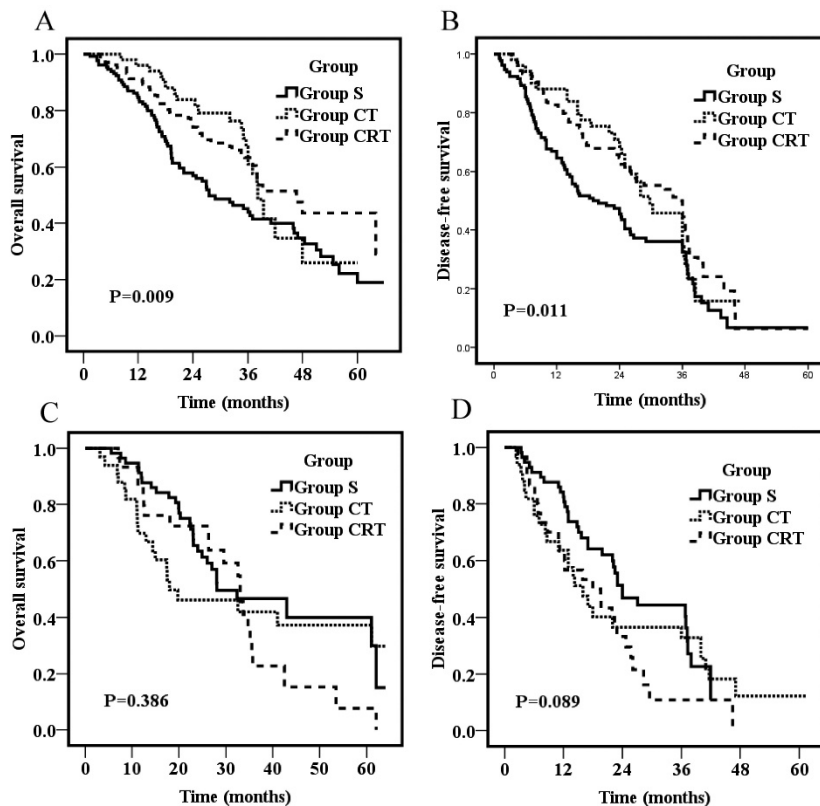 A
Group
Group S
Group CT
Group CRT
Overall survival
1.0
0.8
0.6
0.4
0.2
0.0
P=0.009
0 12 24 36 48 60
Time (months)
B
Group
Group S
Group CT
Group CRT
Disease-free survival
1.0
0.8
0.6
0.4
0.2
0.0
P=0.011
0 12 24 36 48 60
Time (months)
C
Group
Group S
Group CT
Group CRT
Overall survival
1.0
0.8
0.6
0.4
0.2
0.0
P=0.386
0 10 20 30 40 50 60
Time (months)
D
Group
Group S
Group CT
Group CRT
Disease-free survival
1.0
0.8
0.6
0.4
0.2
0.0
P=0.089
0 12 24 36 48 60
Time (months)